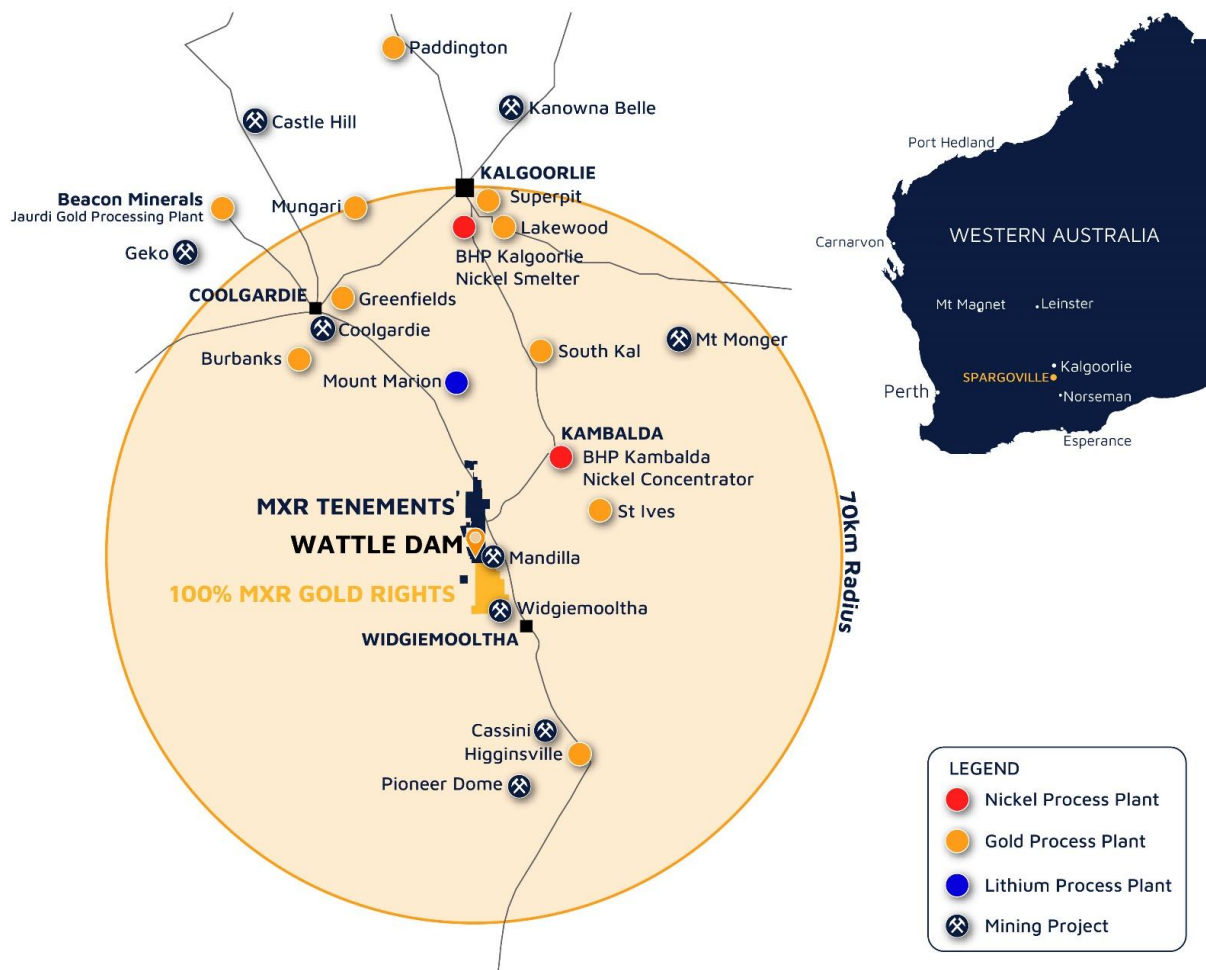 Paddington
Kanowna Belle
Castle Hill
KALGOORLIE
Superpit
Beacon Minerals
Jaurdi Gold Processing Plant
Mungari
Lakewood
Geko
BHP Kalgoorlie
Nickel Smelter
COOLGARDIE
Greenfields
Coolgardie
Mt Monger
Burbanks
South Kal
Mount Marion
KAMBALDA
BHP Kambalda
Nickel Concentrator
MXR TENEMENTS'
St Ives
WATTLE DAM
Mandilla
100% MXR GOLD RIGHTS
Widgiemooltha
WIDGIEMOOLTHA
70km Radius
Cassini
Higginsville
Pioneer Dome
Port Hedland
Carnarvon
WESTERN AUSTRALIA
Mt Magnet
Leinster
Kalgoorlie
SPARGOVILLE
Perth
Norseman
Esperance
LEGEND
Nickel Process Plant
Gold Process Plant
Lithium Process Plant
Mining Project